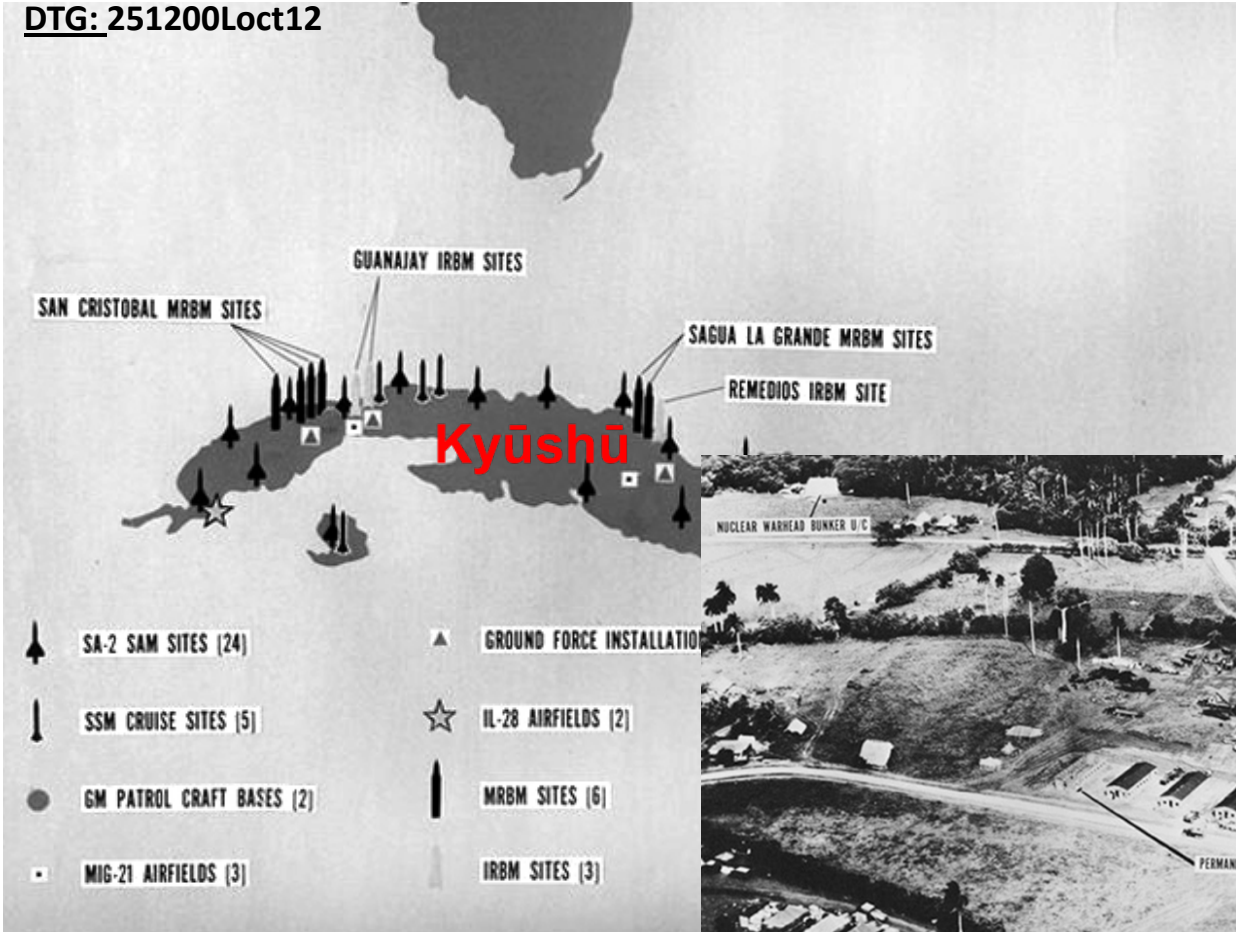 DTG: 251200Loct12
GUANAJAY IRBM SITES
SAN CRISTOBAL MRBM SITES
SAGUA LA GRANDE MRBM SITES
REMEDIOS IRBM SITE
Kyūshū
NUCLEAR WARHEAD BUNKER U/C
SA-2 SAM SITES (24)
GROUND FORCE INSTALLATIO
SSM CRUISE SITES (5)
IL-28 AIRFIELDS (2)
GM PATROL CRAFT BASES (2)
MRBM SITES (6)
MIG-21 AIRFIELDS (3)
IRBM SITES (3)
PERMAN